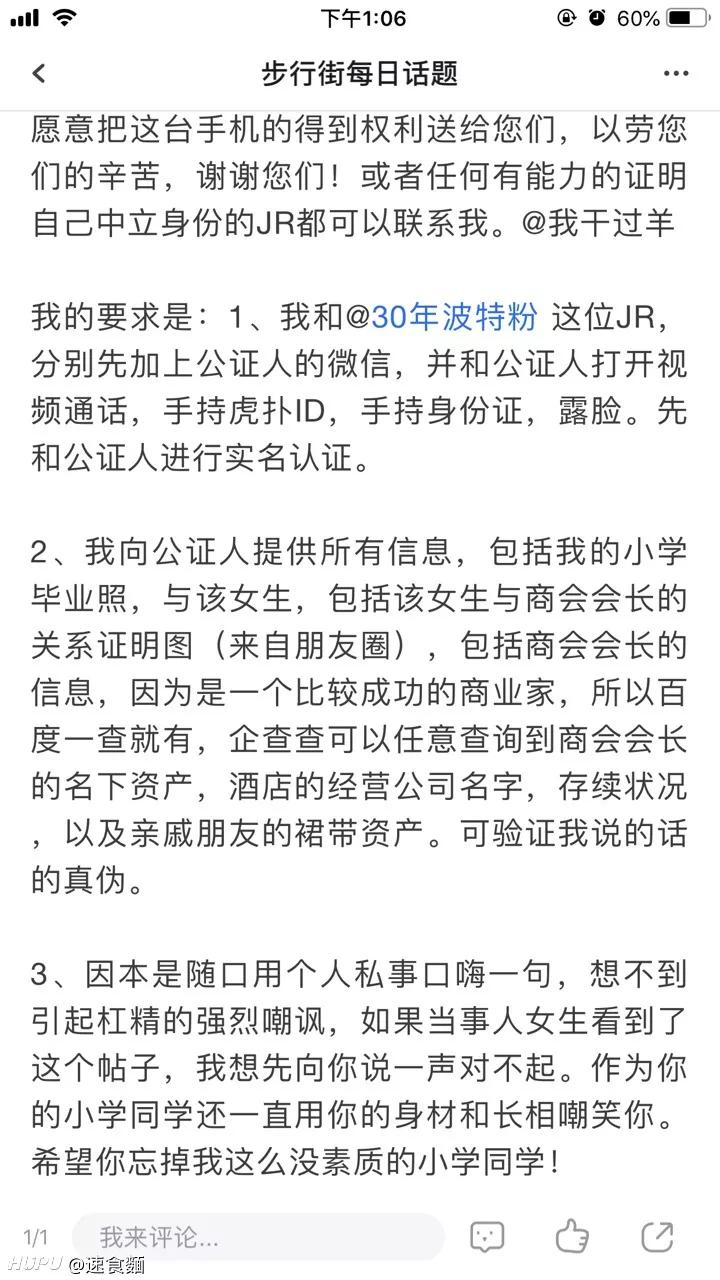 下午1:06
60%
步行街每日话题
愿意把这台手机的得到权利送给您们，以劳您
们的辛苦，谢谢您们！或者任何有能力的证明
自己中立身份的JR都可以联系我。@我干过羊
我的要求是：1、我和@30年波特粉 这位JR，
分别先加上公证人的微信，并和公证人打开视
频通话，手持虎扑ID，手持身份证，露脸。先
和公证人进行实名认证。
2、我向公证人提供所有信息，包括我的小学
毕业照，与该女生，包括该女生与商会会长的
关系证明图（来自朋友圈），包括商会会长的
信息，因为是一个比较成功的商业家，所以百
度一查就有，企查查可以任意查询到商会会长
的名下资产，酒店的经营公司名字，存续状况
，以及亲戚朋友的裙带资产。可验证我说的话
的真伪。
3、因本是随口用个人私事口嗨一句，想不到
引起杠精的强烈嘲讽，如果当事人女生看到了
这个帖子，我想先向你说一声对不起。作为你
的小学同学还一直用你的身材和长相嘲笑你。
希望你忘掉我这么没素质的小学同学！
1/1
我来评论...
HUPU @速食麵